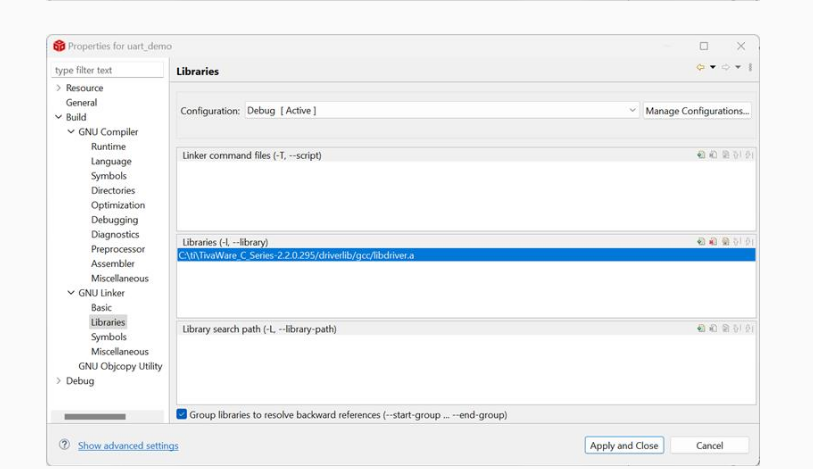 Properties for uart_demo
type filter text
Libraries
Resource
General
Build
GNU Compiler
Runtime
Language
Symbols
Directories
Optimization
Debugging
Diagnostics
Preprocessor
Assembler
Miscellaneous
GNU Linker
Basic
Libraries
Symbols
Miscellaneous
GNU Objcopy Utility
Debug
Configuration: Debug [ Active ]
Manage Configurations...
Linker command files (-T, --script)
Libraries (-l, --library)
C:\ti\TivaWare_C_Series-2.2.0.295/driverlib/gcc/libdriver.a
Library search path (-L, --library-path)
Group libraries to resolve backward references (--start-group ... --end-group)
Show advanced settings
Apply and Close
Cancel